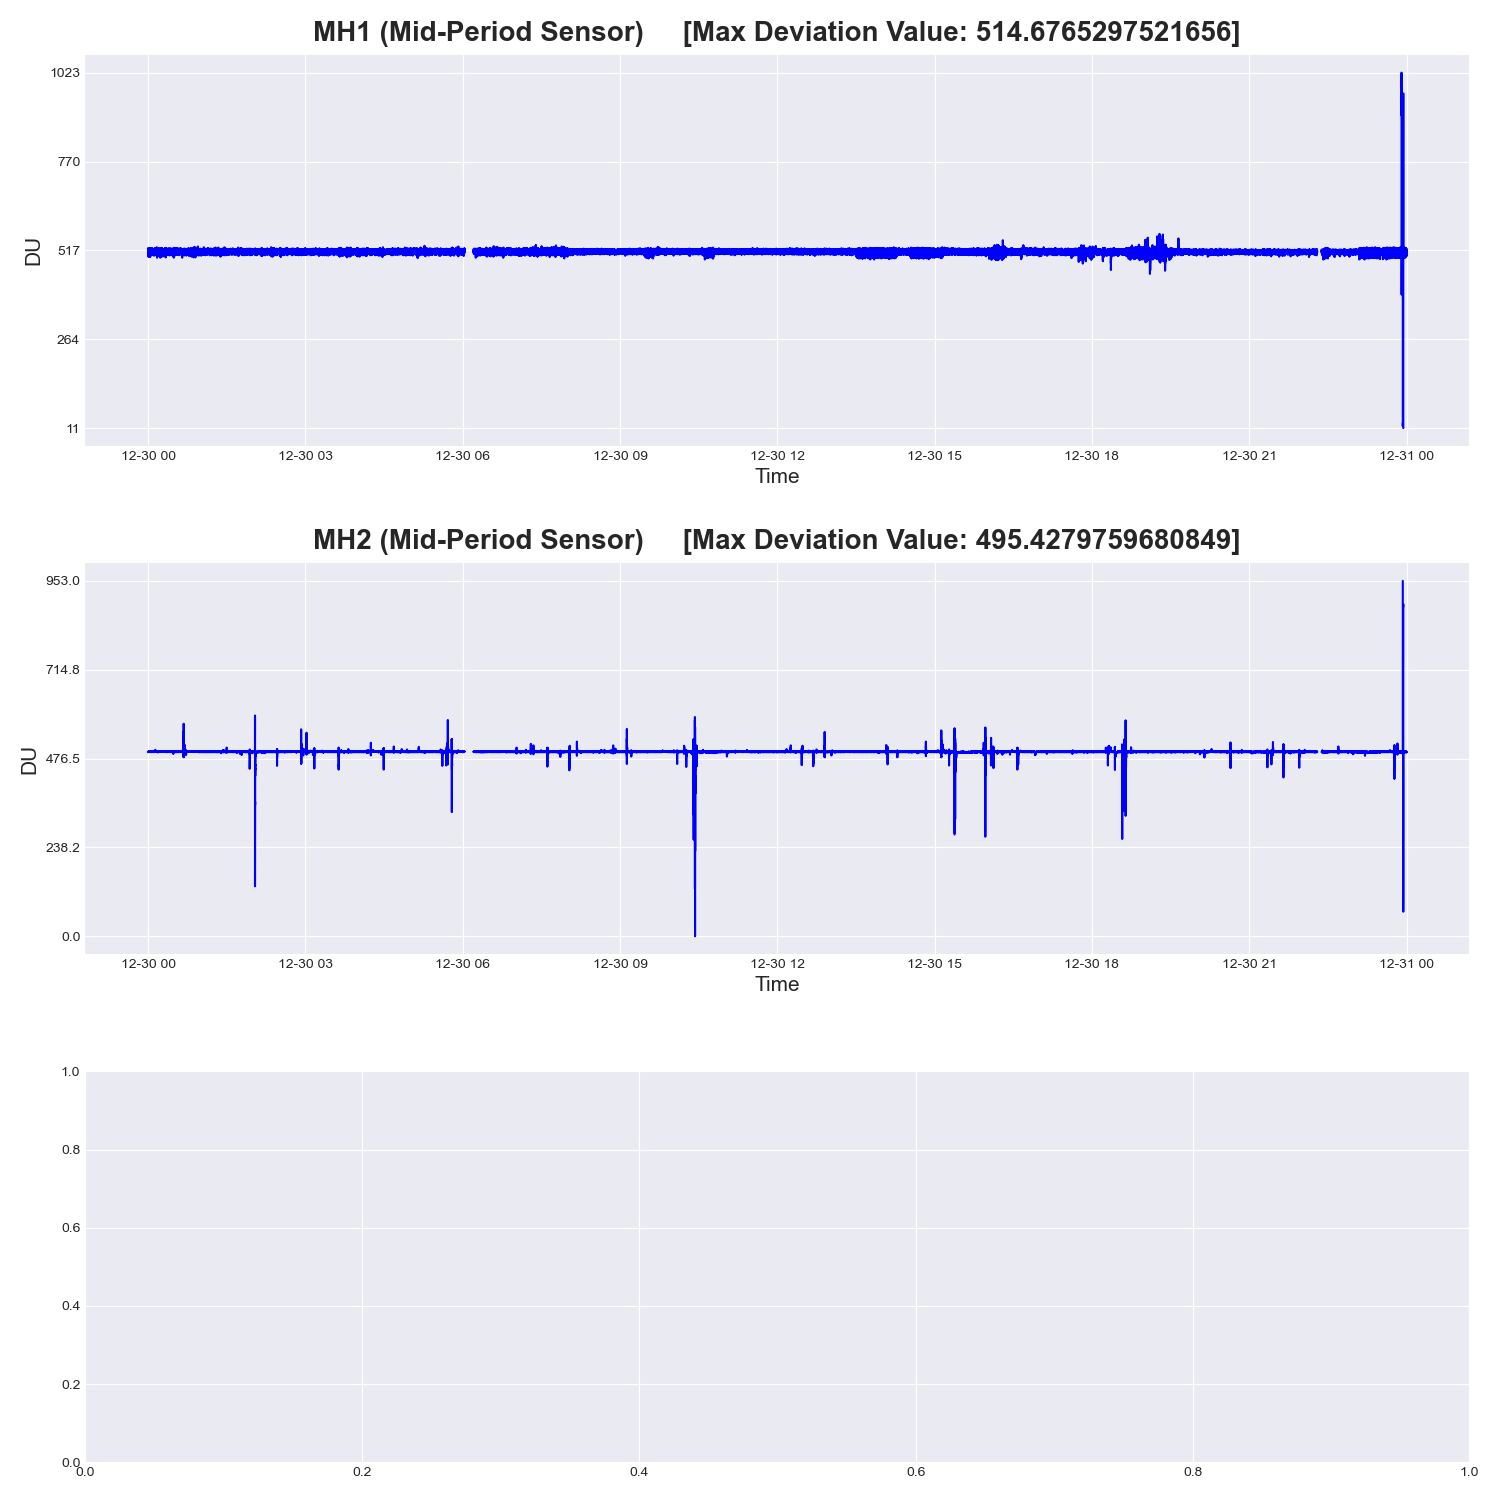 MH1 (Mid-Period Sensor)     [Max Deviation Value: 514.6765297521656]
1023
770
517
264
11
DU
12-30 00 12-30 03 12-30 06 12-30 09 12-30 12 12-30 15 12-30 18 12-30 21 12-31 00
Time
MH2 (Mid-Period Sensor)     [Max Deviation Value: 495.4279759680849]
953.0
714.8
476.5
238.2
0.0
DU
12-30 00 12-30 03 12-30 06 12-30 09 12-30 12 12-30 15 12-30 18 12-30 21 12-31 00
Time
1.0
0.8
0.6
0.4
0.2
0.0
0.0 0.2 0.4 0.6 0.8 1.0